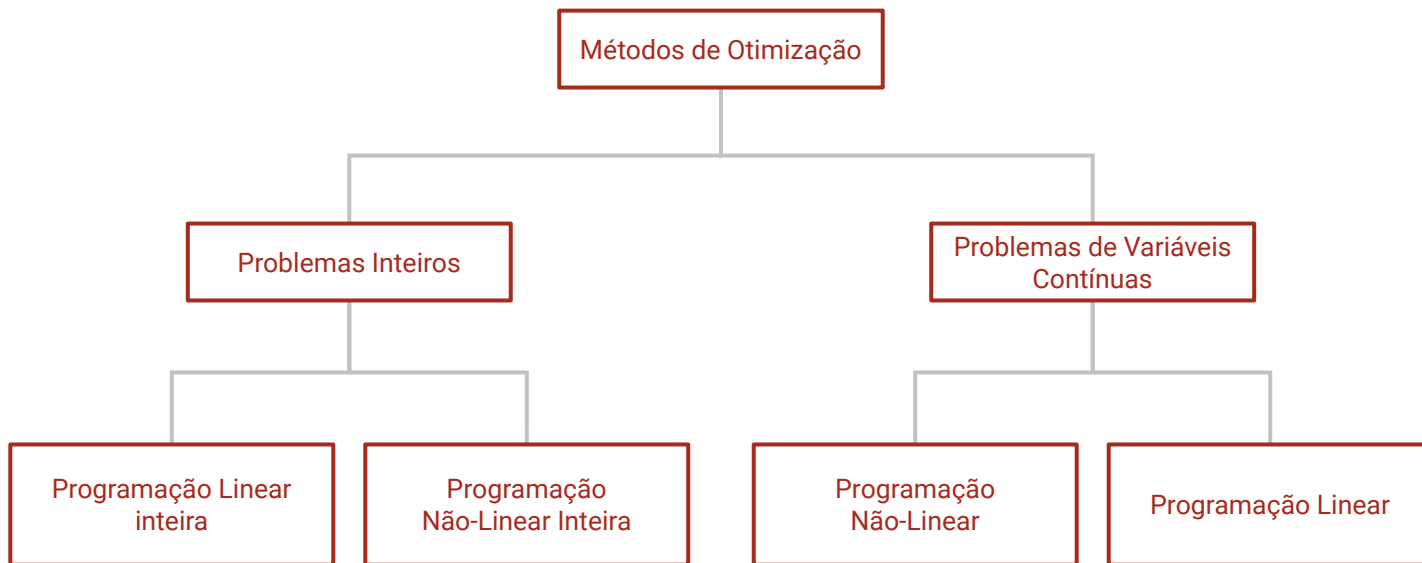 Métodos de Otimização
Problemas Inteiros
Problemas de Variáveis
Contínuas
Programação Linear
inteira
Programação
Não-Linear Inteira
Programação
Não-Linear
Programação Linear